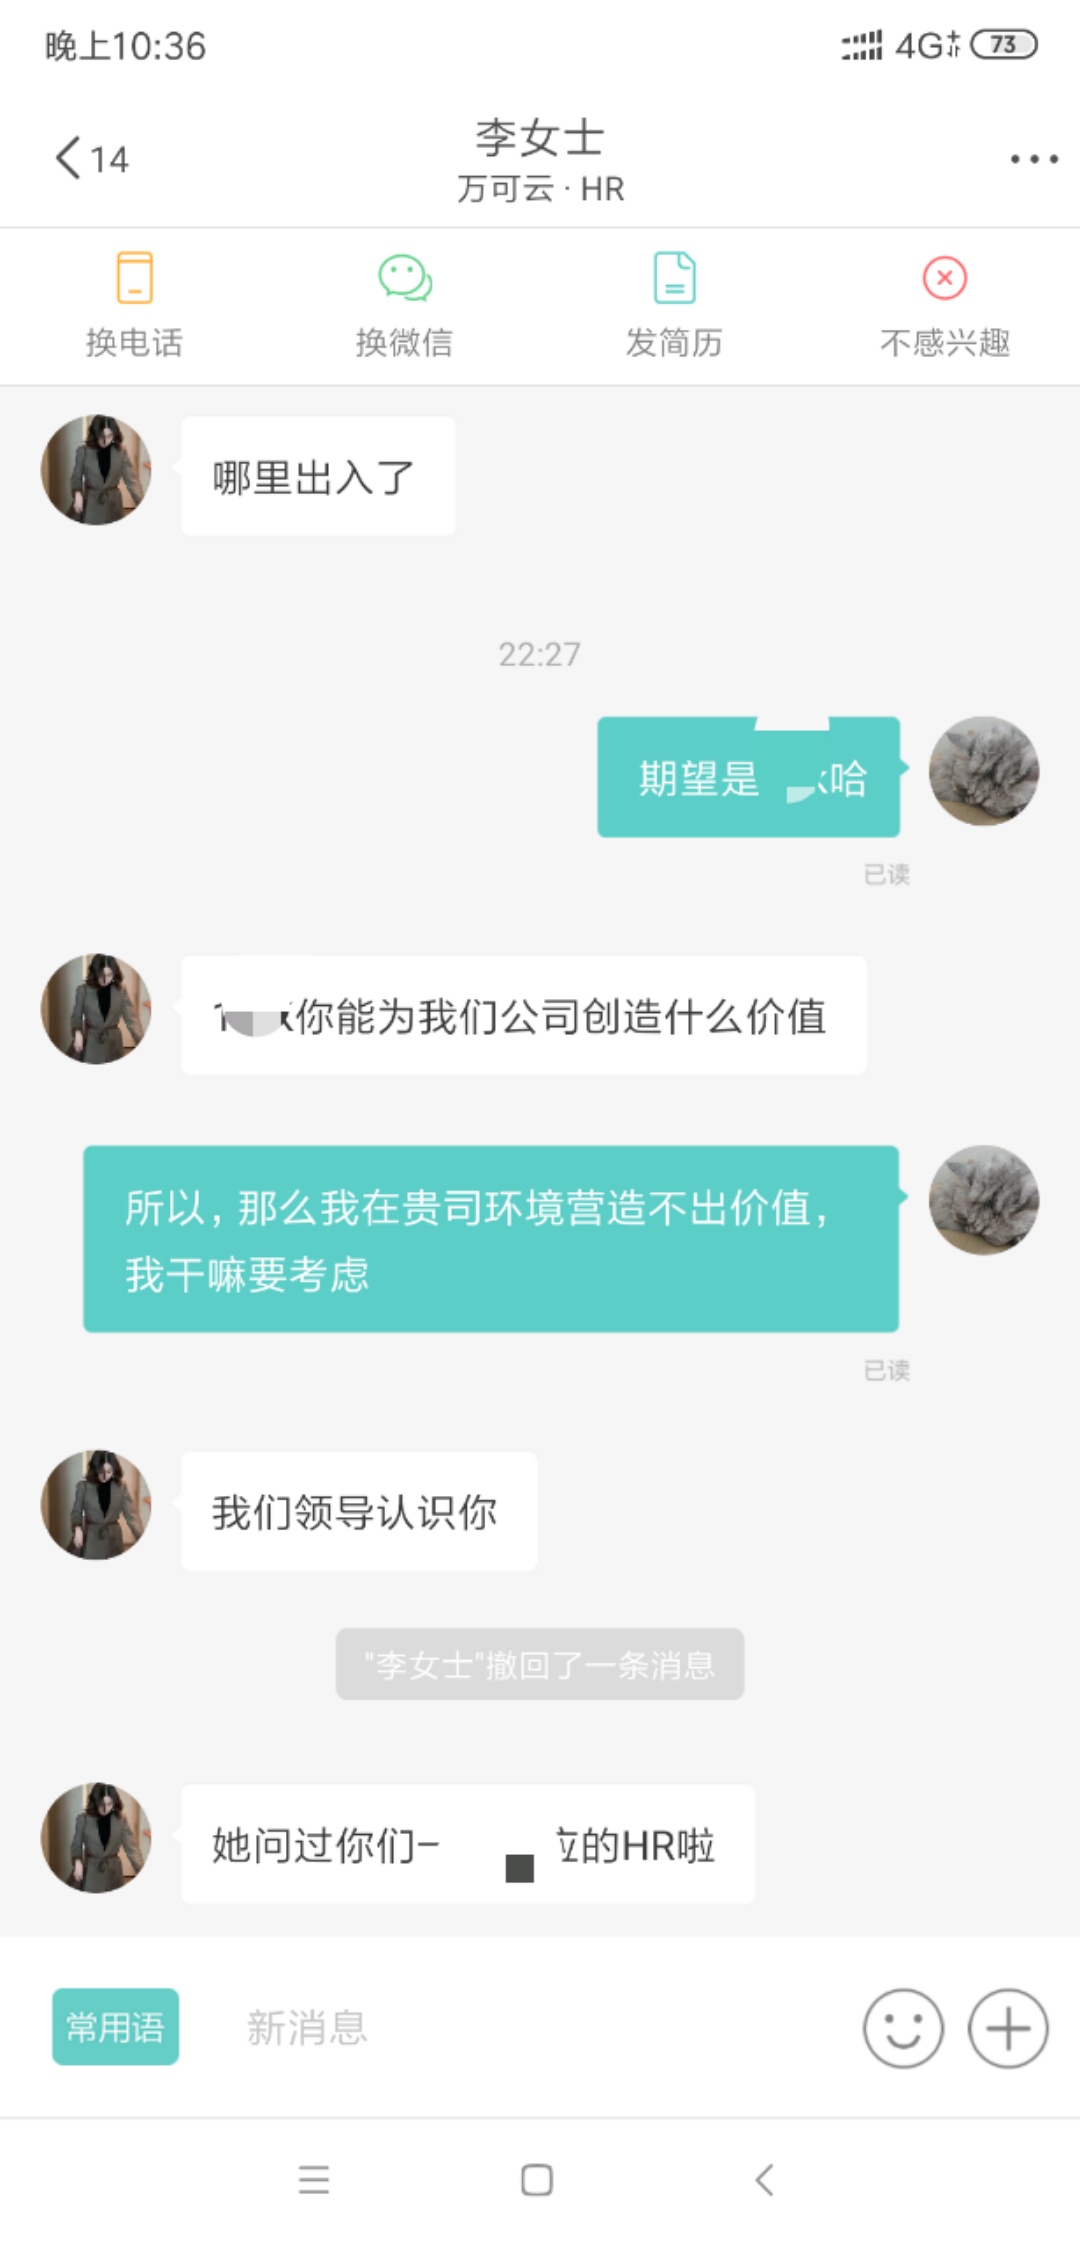 晚上10:36
4G
73
14
李女士
万可云 · HR
换电话
换微信
发简历
不感兴趣
哪里出入了
22:27
期望是 k哈
已读
1 k你能为我们公司创造什么价值
所以，那么我在贵司环境营造不出价值，
我干嘛要考虑
已读
我们领导认识你
"李女士"撤回了一条消息
她问过你们 的HR啦
常用语
新消息